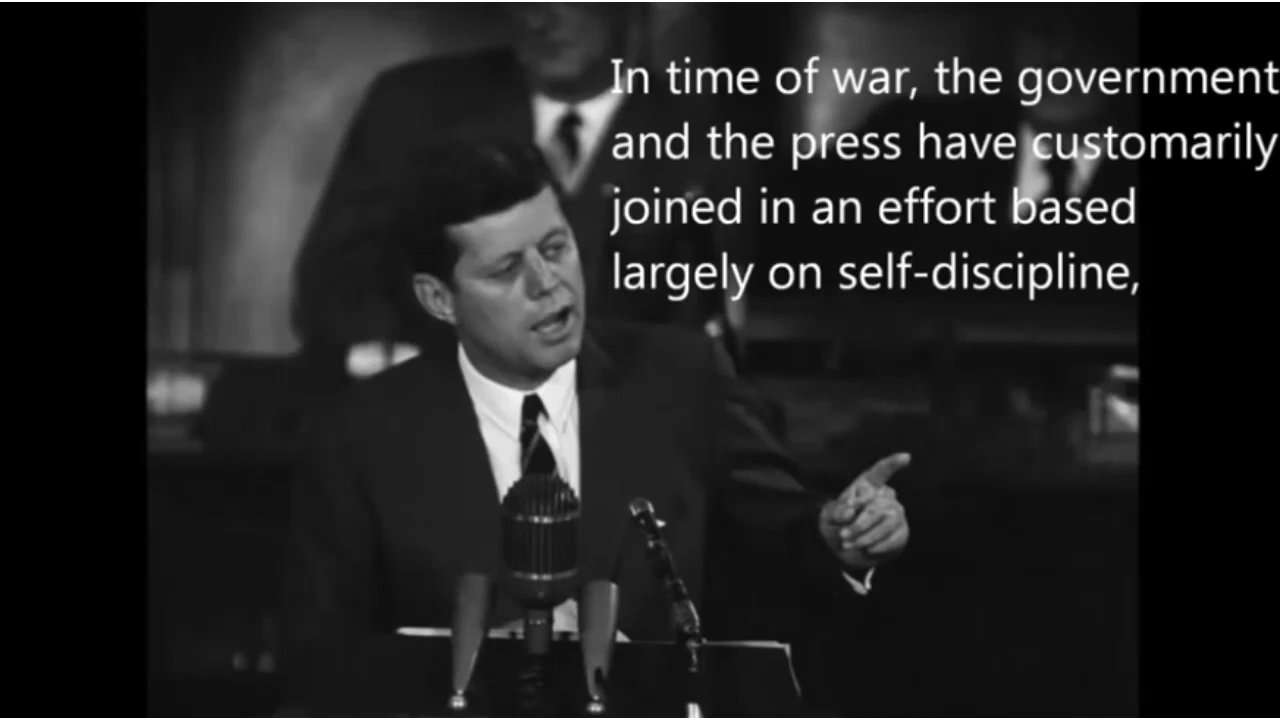 In time of war, the government
and the press have customarily
joined in an effort based
largely on self-discipline,